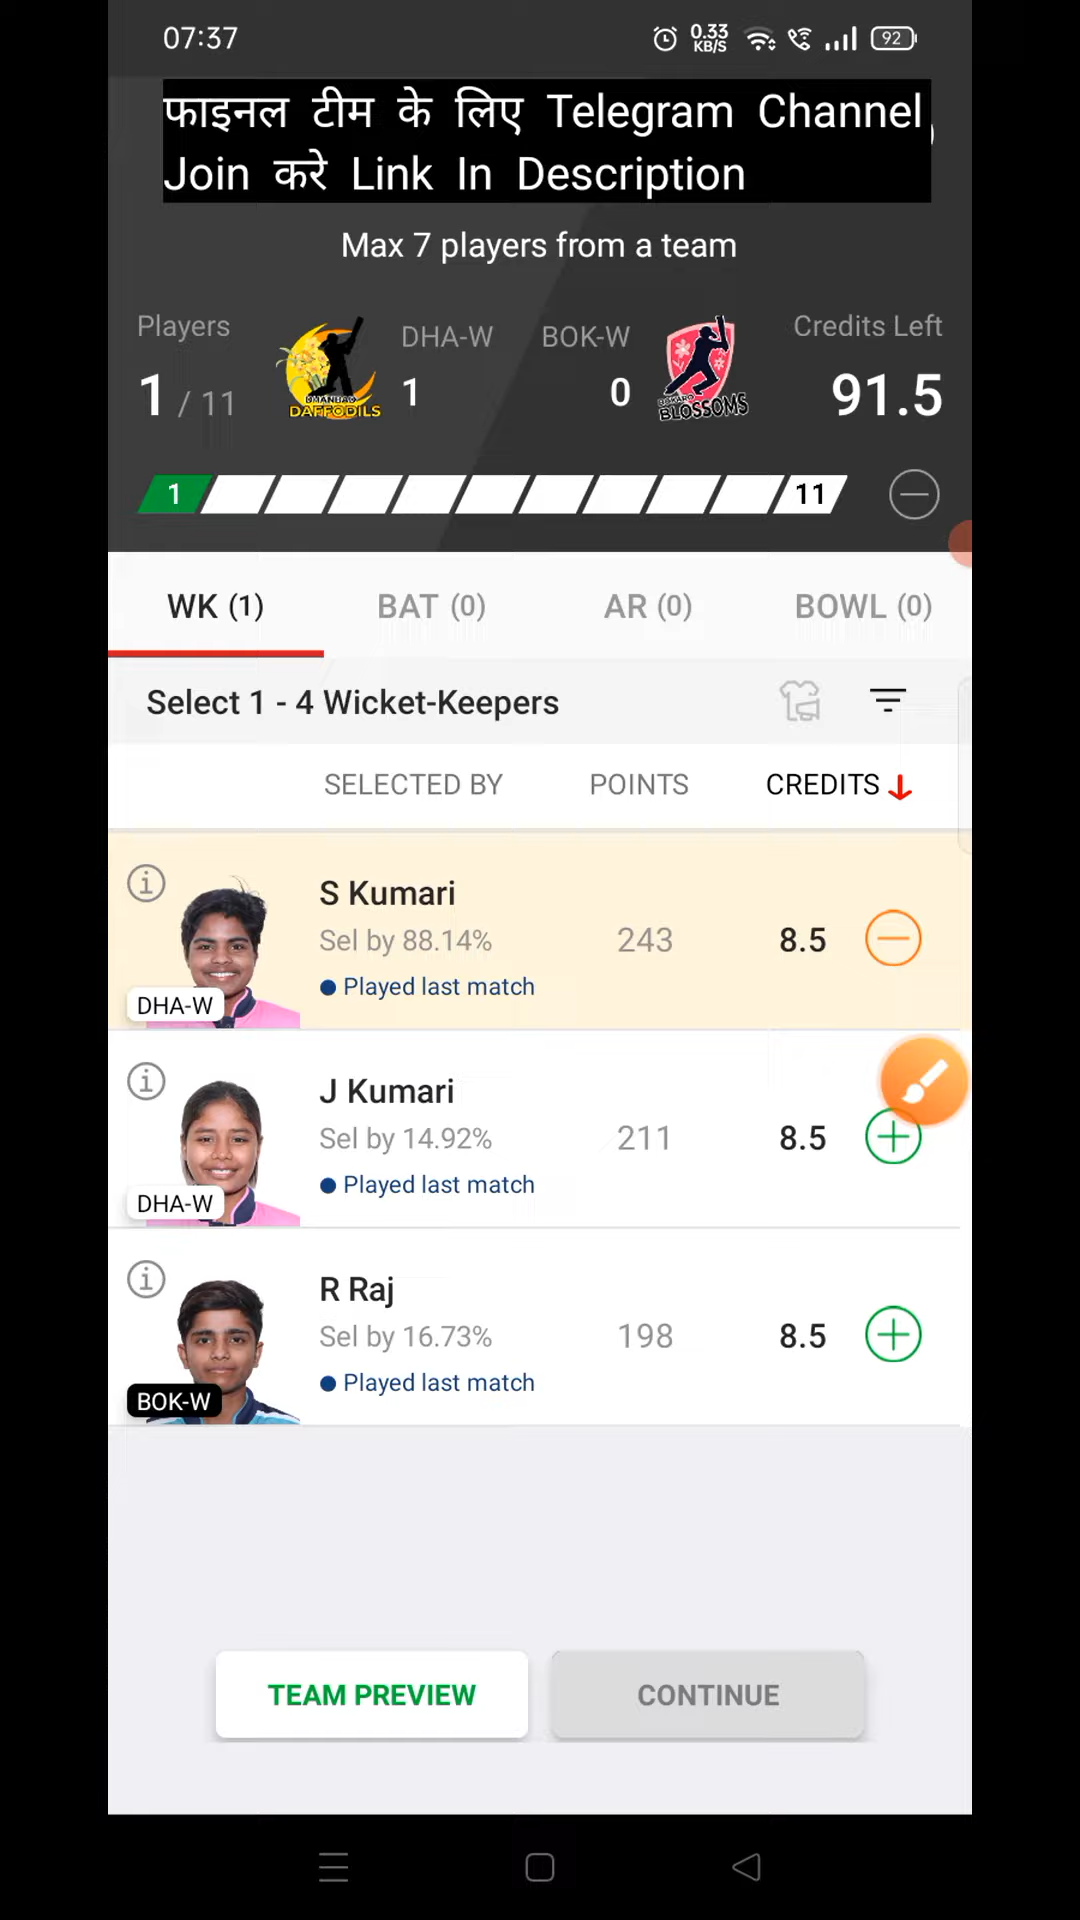 07:37
0.33
KB/S
92
फाइनल टीम के लिए Telegram Channel
Join करे Link In Description
Max 7 players from a team
Players
DHA-W
BOK-W
Credits Left
1 / 11
1
0
91.5
DHANBAD
DAFFODILS
BOKARO
BLOSSOMS
1
11
WK (1)
BAT (0)
AR (0)
BOWL (0)
Select 1 - 4 Wicket-Keepers
SELECTED BY
POINTS
CREDITS
S Kumari
Sel by 88.14%
243
8.5
Played last match
DHA-W
J Kumari
Sel by 14.92%
211
8.5
Played last match
DHA-W
R Raj
Sel by 16.73%
198
8.5
Played last match
BOK-W
TEAM PREVIEW
CONTINUE